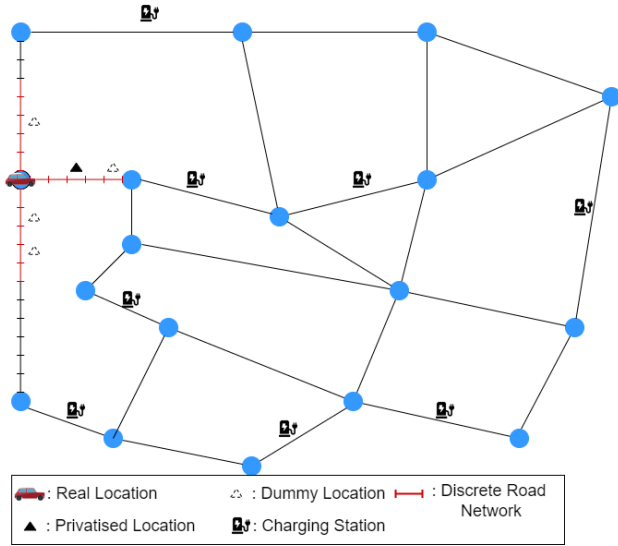 : Real Location
: Dummy Location
: Discrete Road
Network
: Privatised Location
: Charging Station